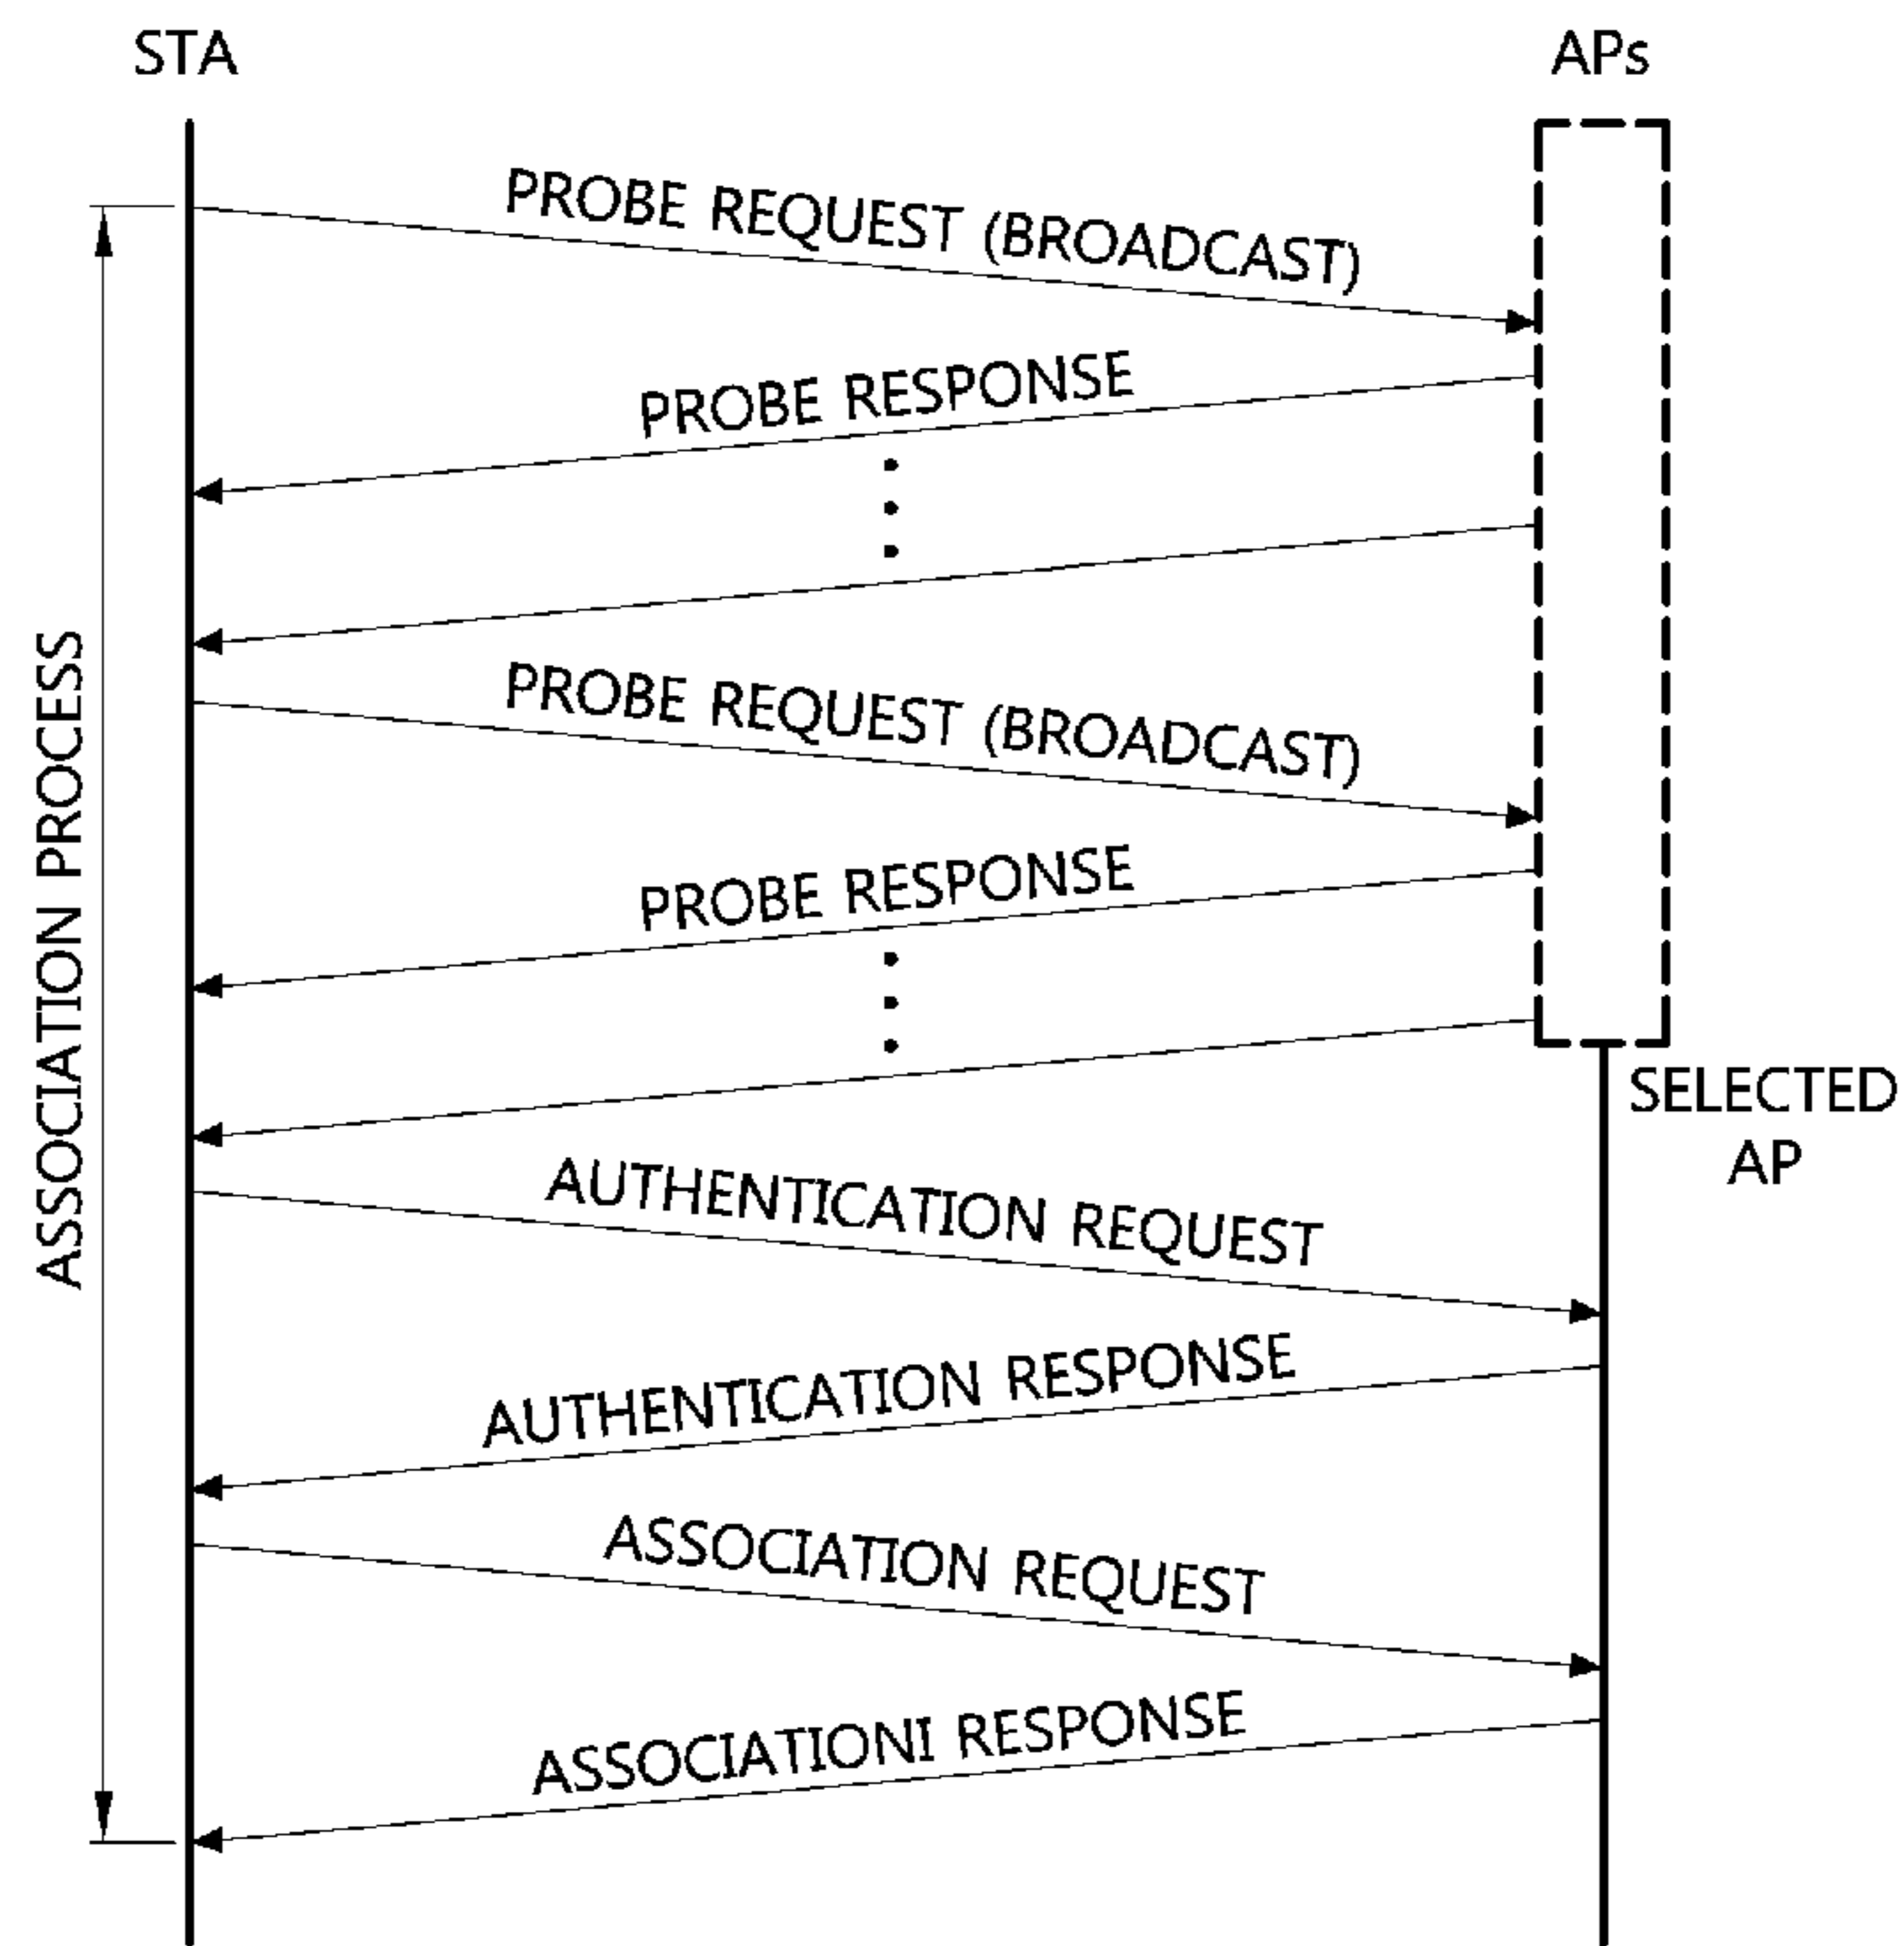 STA
APs
PROBE REQUEST (BROADCAST)
PROBE RESPONSE
PROBE REQUEST (BROADCAST)
PROBE RESPONSE
ASSOCIATION PROCESS
SELECTED
AP
AUTHENTICATION REQUEST
AUTHENTICATION RESPONSE
ASSOCIATION REQUEST
ASSOCIATIONI RESPONSE